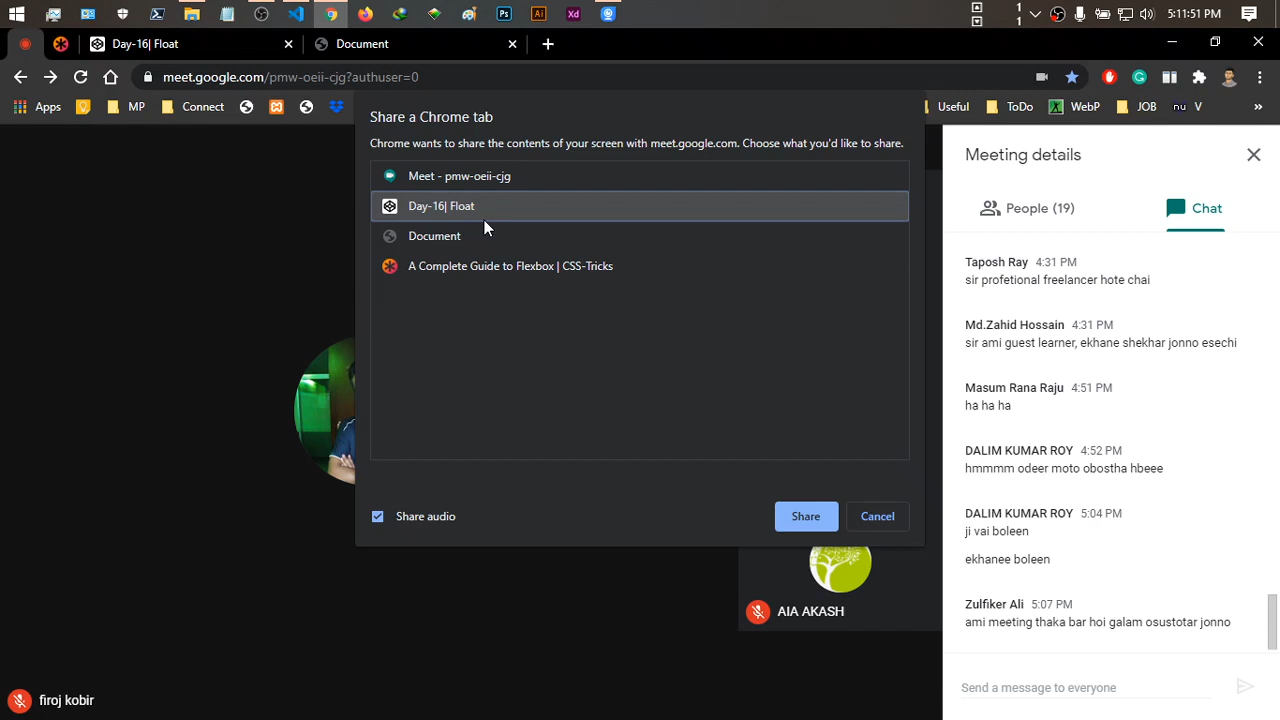 1
5:11:51 PM
Day-16| Float
Document
meet.google.com/pmw-oeii-cjg?authuser=0
Apps
MP
Connect
Useful
ToDo
WebP
JOB
nu
V
»
Share a Chrome tab
Chrome wants to share the contents of your screen with meet.google.com. Choose what you'd like to share.
Meet - pmw-oeii-cjg
Day-16| Float
Document
A Complete Guide to Flexbox | CSS-Tricks
Share audio
Share
Cancel
AIA AKASH
firoj kobir
Meeting details
People (19)
Chat
Taposh Ray 4:31 PM
sir profetional freelancer hote chai
Md.Zahid Hossain 4:31 PM
sir ami guest learner, ekhane shekhar jonno esechi
Masum Rana Raju 4:51 PM
ha ha ha
DALIM KUMAR ROY 4:52 PM
hmmmm odeer moto obostha hbeee
DALIM KUMAR ROY 5:04 PM
ji vai boleen
ekhanee boleen
Zulfiker Ali 5:07 PM
ami meeting thaka bar hoi galam osustotar jonno
Send a message to everyone